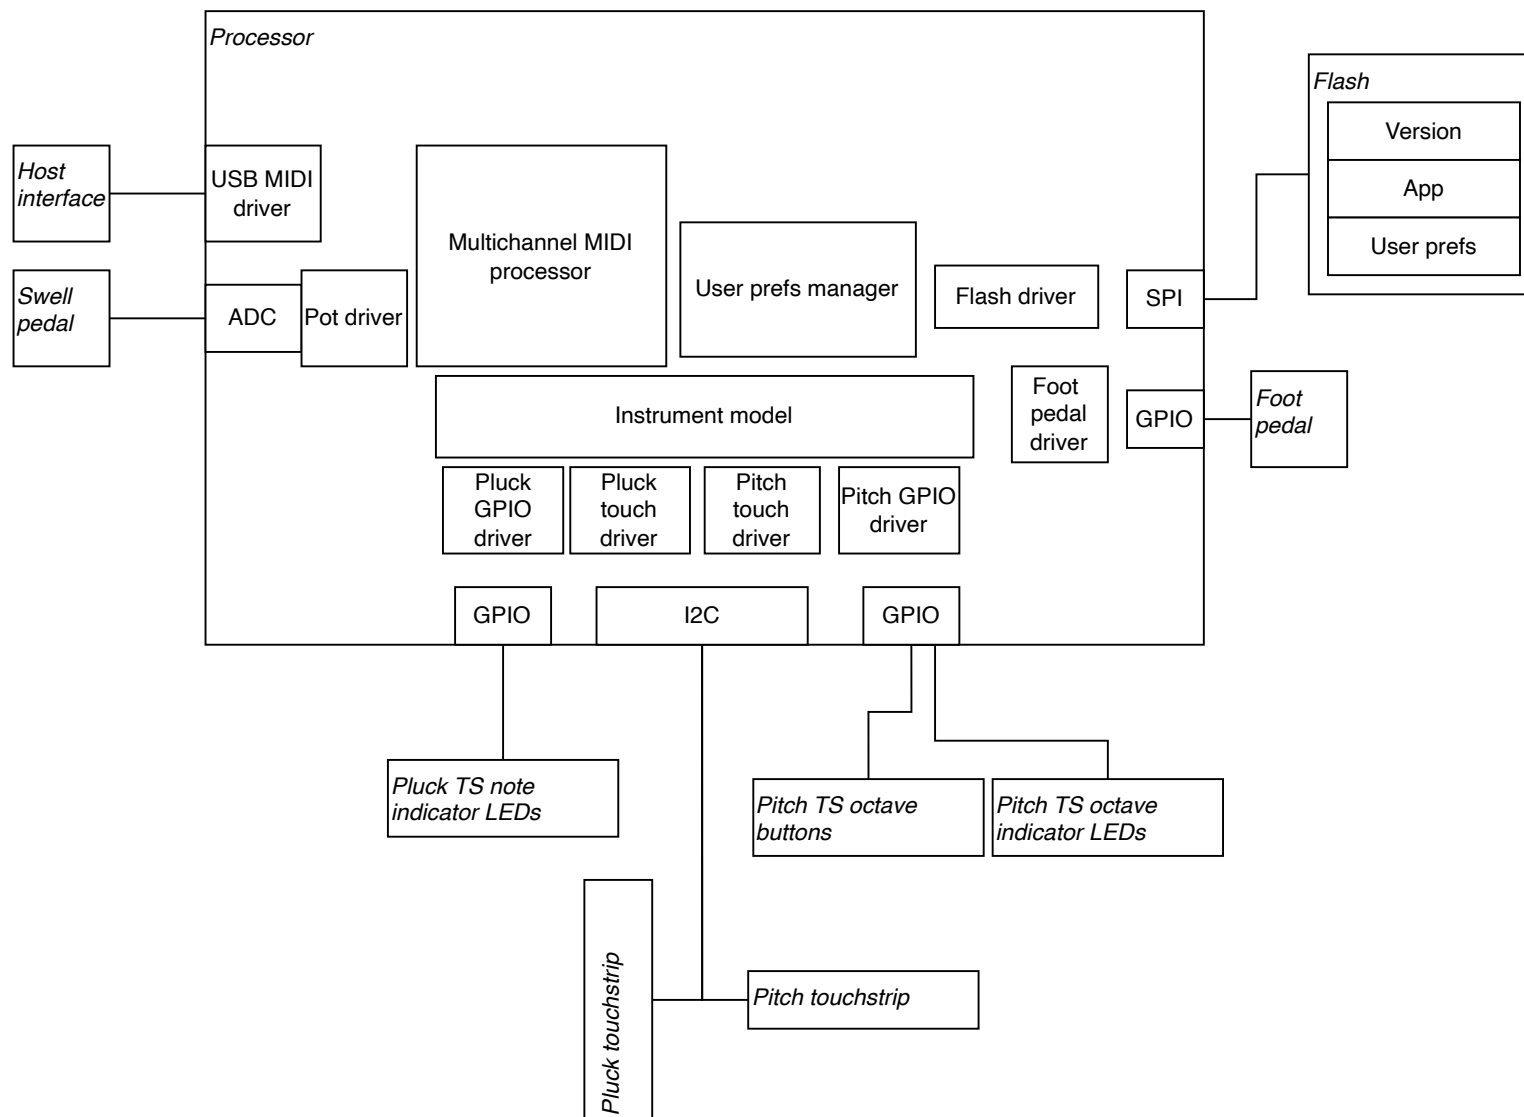 Processor
Flash
Version
App
User prefs
Host
interface
USB MIDI
driver
Multichannel MIDI
processor
User prefs manager
Flash driver
SPI
Swell
pedal
ADC
Pot driver
Instrument model
Foot
pedal
driver
GPIO
Foot
pedal
Pluck
GPIO
driver
Pluck
touch
driver
Pitch
touch
driver
Pitch GPIO
driver
GPIO
I2C
GPIO
Pluck TS note
indicator LEDs
Pitch TS octave
buttons
Pitch TS octave
indicator LEDs
Pluck touchstrip
Pitch touchstrip